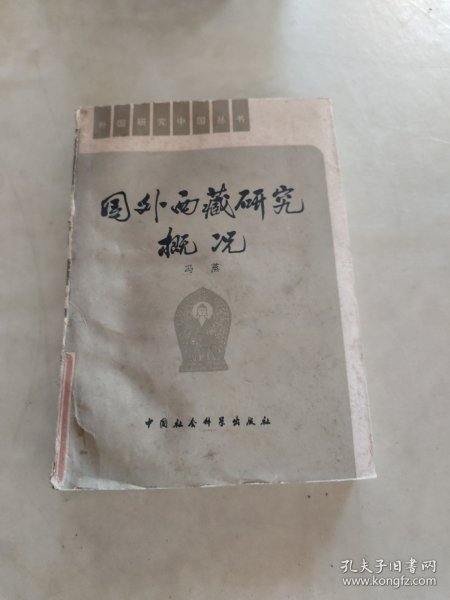 外国研究中国丛书
国外西藏研究
概况
冯蒸
中国社会科学出版社
孔夫子旧书网
www.kongfz.com